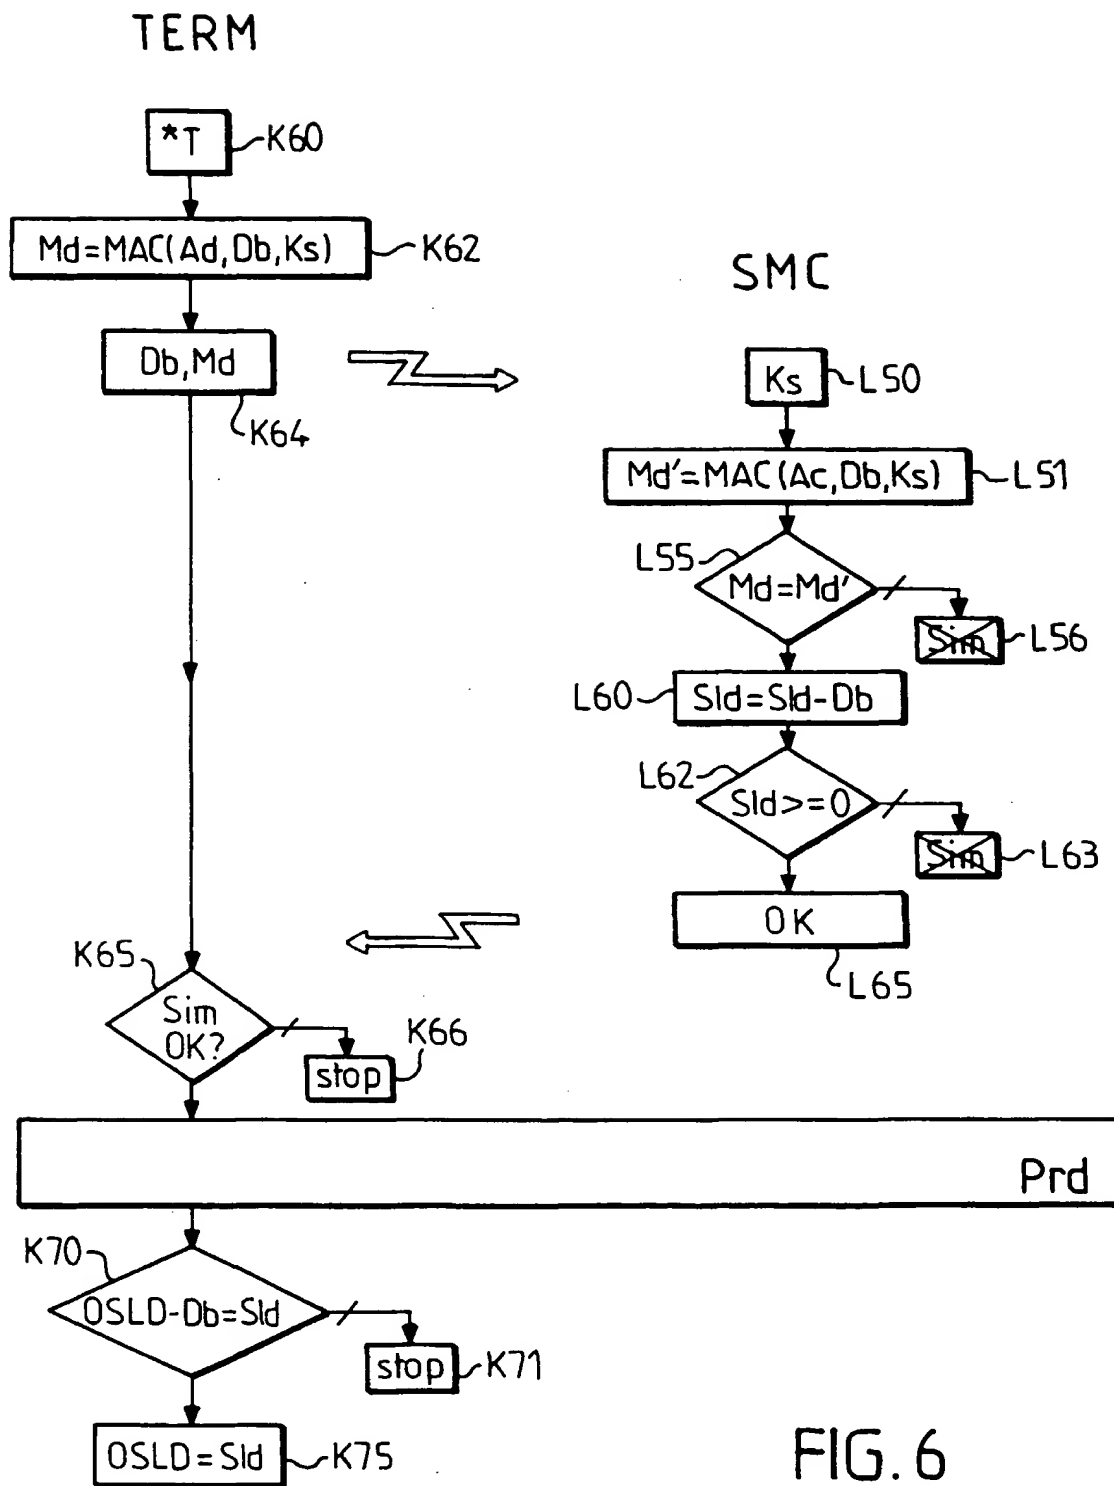 TERM
*T
K60
Md=MAC(Ad,Db,Ks)
K62
SMC
Db,Md
K64
Ks
L50
Md'=MAC(Ac,Db,Ks)
L51
L55
Md=Md'
Sim
L56
L60
Sld=Sld-Db
L62
Sld>=0
Sim
L63
OK
L65
K65
Sim
OK?
K66
stop
Prd
K70
OSLD-Db=Sld
stop
K71
OSLD=Sld
K75
FIG. 6